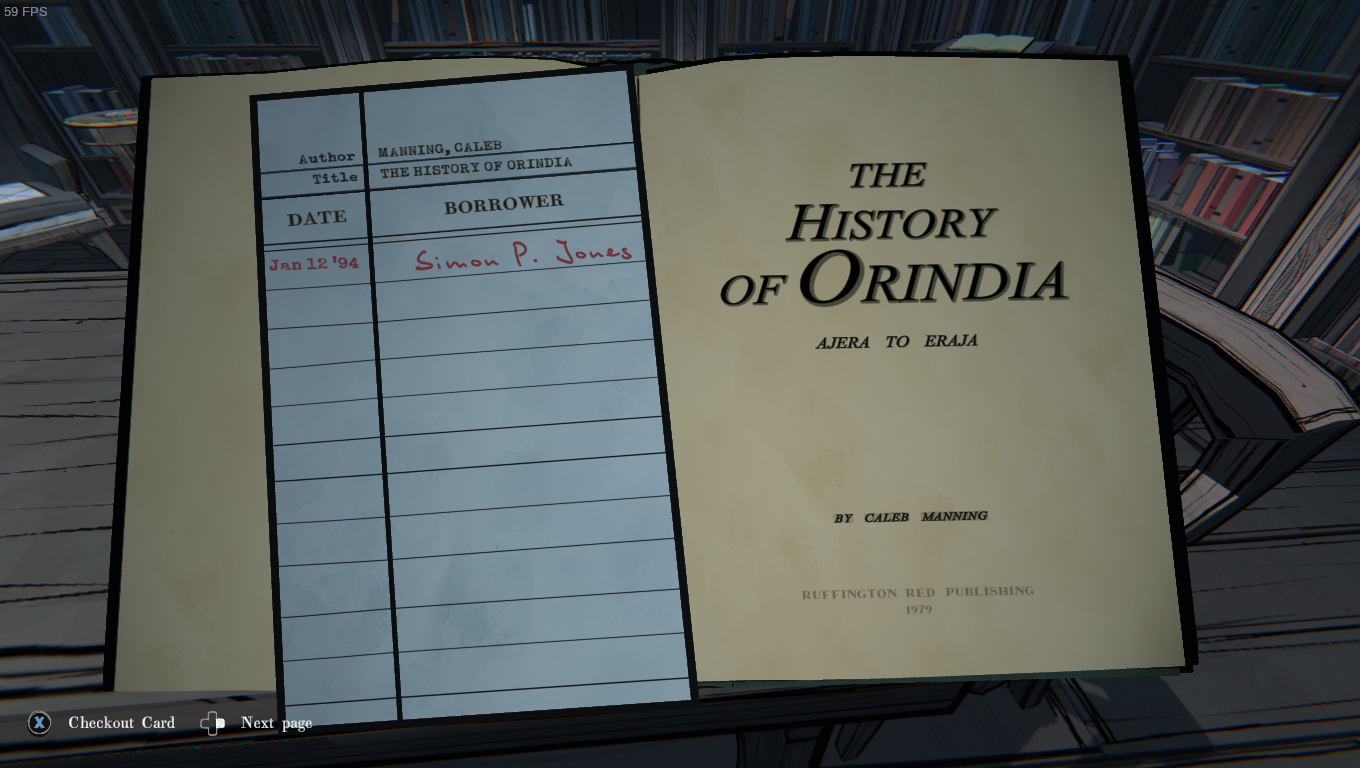 59 FPS
Author MANNING, CALEB
Title THE HISTORY OF ORINDIA
DATE BORROWER
Jan 12 '94 Simon P. Jones
THE
HISTORY
OF ORINDIA
AJERA TO ERAJA
BY CALEB MANNING
RUFFINGTON RED PUBLISHING
1979
X Checkout Card Next page